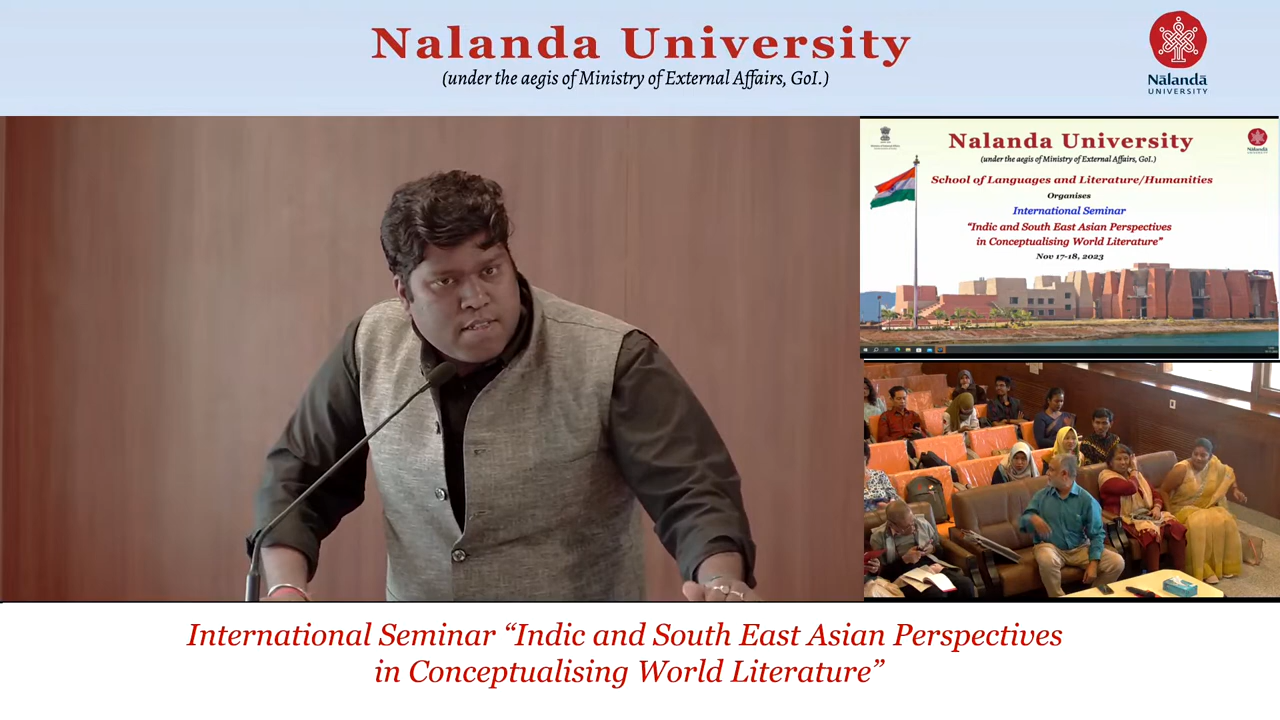 Nalanda University
(under the aegis of Ministry of External Affairs, GoI.)
Nālandā
UNIVERSITY
Nalanda University
(under the aegis of Ministry of External Affairs, GoI.)
School of Languages and Literature/Humanities
Organises
International Seminar
“Indic and South East Asian Perspectives
in Conceptualising World Literature”
Nov 17-18, 2023
International Seminar “Indic and South East Asian Perspectives
in Conceptualising World Literature”